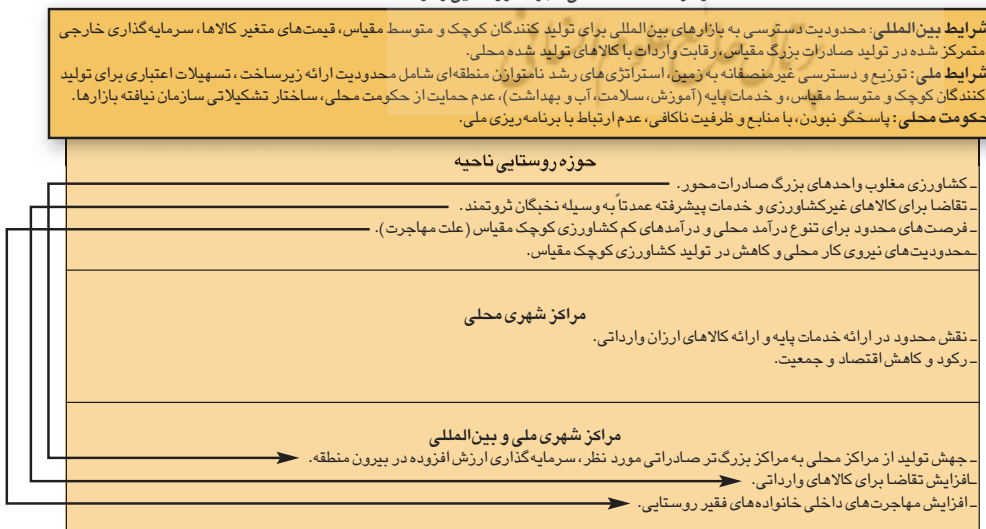 شرایط بین‌المللی: محدودیت دسترسی به بازارهای بین‌المللی برای تولید کنندگان کوچک و متوسط مقیاس، قیمت‌های متغیر کالاها، سرمایه‌گذاری خارجی
متمرکز شده در تولید صادرات بزرگ مقیاس، رقابت واردات با کالاهای تولید شده محلی.
شرایط ملی: توزیع و دسترسی غیرمنصفانه به زمین، استراتژی‌های رشد نامتوازن منطقه‌ای شامل محدودیت ارائه زیرساخت، تسهیلات اعتباری برای تولید
کنندگان کوچک و متوسط مقیاس، و خدمات پایه (آموزش، سلامت، آب و بهداشت)، عدم حمایت از حکومت محلی، ساختار تشکیلاتی سازمان نیافته بازارها.
حکومت محلی: پاسخگو نبودن، با منابع و ظرفیت ناکافی، عدم ارتباط با برنامه‌ریزی ملی.
حوزه روستایی ناحیه
ـ کشاورزی مغلوب واحدهای بزرگ صادرات‌محور.
ـ تقاضا برای کالاهای غیرکشاورزی و خدمات پیشرفته عمدتاً به وسیله نخبگان ثروتمند.
ـ فرصت‌های محدود برای تنوع درآمد محلی و درآمدهای کم کشاورزی کوچک مقیاس (علت مهاجرت).
ـمحدودیت‌های نیروی کار محلی و کاهش در تولید کشاورزی کوچک مقیاس.
مراکز شهری محلی
ـ نقش محدود در ارائه خدمات پایه و ارائه کالاهای ارزان وارداتی.
ـ رکود و کاهش اقتصاد و جمعیت.
مراکز شهری ملی و بین‌المللی
ـ جهش تولید از مراکز محلی به مراکز بزرگ‌تر صادراتی مورد نظر، سرمایه‌گذاری ارزش افزوده در بیرون منطقه.
ـافزایش تقاضا برای کالاهای وارداتی.
ـ افزایش مهاجرت‌های داخلی خانواده‌های فقیر روستایی.